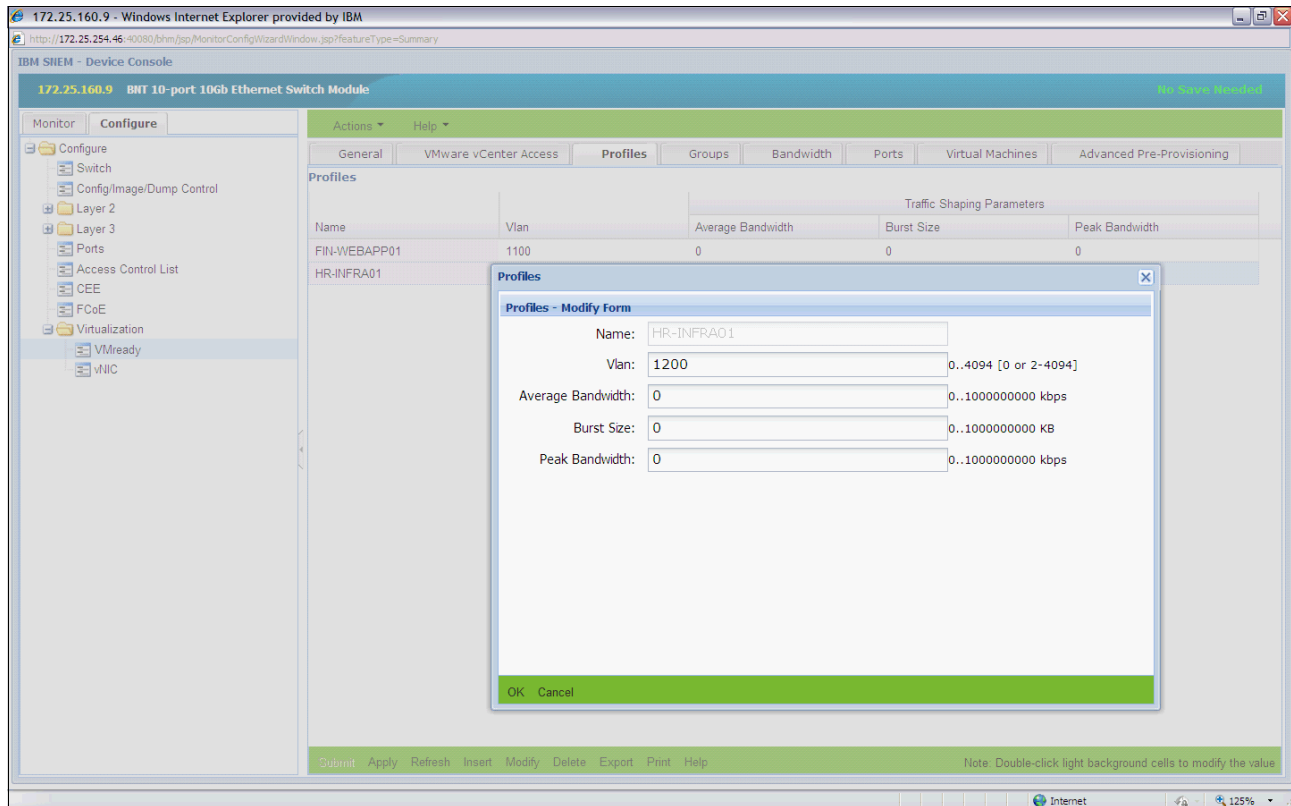 172.25.160.9 - Windows Internet Explorer provided by IBM
http://172.25.254.46:40080/bhm/jsp/MonitorConfigWizardWindow.jsp?featureType=Summary
IBM SNEM - Device Console
172.25.160.9 BNT 10-port 10Gb Ethernet Switch Module No Save Needed
Monitor Configure
Configure
Switch
Config/Image/Dump Control
Layer 2
Layer 3
Ports
Access Control List
CEE
FCoE
Virtualization
VMready
vNIC
Actions Help
General VMware vCenter Access Profiles Groups Bandwidth Ports Virtual Machines Advanced Pre-Provisioning
Profiles
Traffic Shaping Parameters
Name Vlan Average Bandwidth Burst Size Peak Bandwidth
FIN-WEBAPP01 1100 0 0 0
HR-INFRA01
Profiles
Profiles - Modify Form
Name: HR-INFRA01
Vlan: 1200 0..4094 [0 or 2-4094]
Average Bandwidth: 0 0..1000000000 kbps
Burst Size: 0 0..1000000000 KB
Peak Bandwidth: 0 0..1000000000 kbps
OK Cancel
Submit Apply Refresh Insert Modify Delete Export Print Help Note: Double-click light background cells to modify the value
Internet 125%